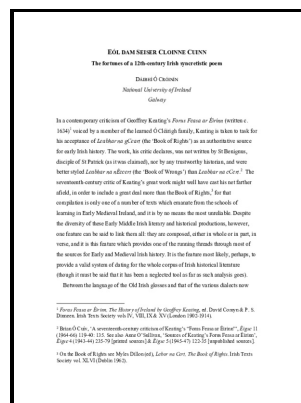 EÓL DAM SEISER CLOINNE CUINN
The fortunes of a 12th-century Irish syncretistic poem
DÁIBHÍ Ó CRÓINÍN
National University of Ireland
Galway
In a contemporary criticism of Geoffrey Keating's Foras Feasa ar Éirinn (written c.
1634)¹ voiced by a member of the learned Ó Cléirigh family, Keating is taken to task for
his acceptance of Leabhar na gCeart (the 'Book of Rights') as an authoritative source
for early Irish history. The work, his critic declares, was not written by St Benignus,
disciple of St Patrick (as it was claimed), nor by any trustworthy historian, and were
better styled Leabhar na nEceirt (the 'Book of Wrongs') than Leabhar na cCert.² The
seventeenth-century critic of Keating's great work might well have cast his net further
afield, in order to include a great deal more than the Book of Rights,³ for that
compilation is only one of a number of texts which emanate from the schools of
learning in Early Medieval Ireland, and it is by no means the most unreliable. Despite
the diversity of these Early Middle Irish literary and historical productions, however,
one feature can be said to link them all: they are composed, either in whole or in part, in
verse, and it is this feature which provides one of the running threads through most of
the sources for Early and Medieval Irish history. It is the feature most likely, perhaps, to
provide a valid system of dating for the whole corpus of Irish historical literature
(though it must be said that it has been a neglected tool as far as such analysis goes).
Between the language of the Old Irish glosses and that of the various dialects now
¹ Foras Feasa ar Éirinn. The History of Ireland by Geoffrey Keating, ed. David Comyn & P. S.
Dinneen. Irish Texts Society vols IV, VIII, IX & XV (London 1902-1914).
² Brian Ó Cuív, 'A seventeenth-century criticism of Keating's "Foras Feasa ar Éirinn"', Éigse 11
(1964-66) 119-40: 135. See also Anne O'Sullivan, 'Sources of Keating's Foras Feasa ar Éirinn',
Éigse 4 (1943-44) 235-79 [printed sources] & Éigse 5 (1945-47) 122-35 [unpublished sources].
³ On the Book of Rights see Myles Dillon (ed), Lebor na Cert. The Book of Rights. Irish Texts
Society vol. XLVI (Dublin 1962).